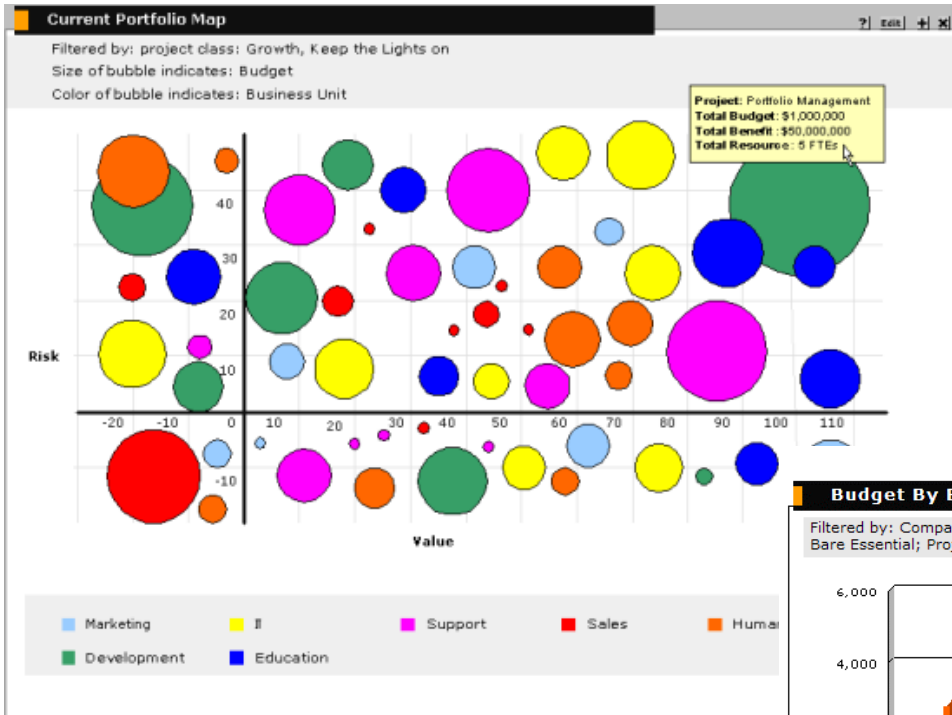 Current Portfolio Map
?| Edit| +| x|
Filtered by: project class: Growth, Keep the Lights on
Size of bubble indicates: Budget
Color of bubble indicates: Business Unit
Project: Portfolio Management
Total Budget: $1,000,000
Total Benefit: $50,000,000
Total Resource: 5 FTEs
40
30
20
Risk
10
-20 -10 0 10 20 30 40 50 60 70 80 90 100 110
-10
Value
Budget By
Filtered by: Compa
Bare Essential; Pro
6,000
4,000
Marketing IT Support Sales Huma
Development Education